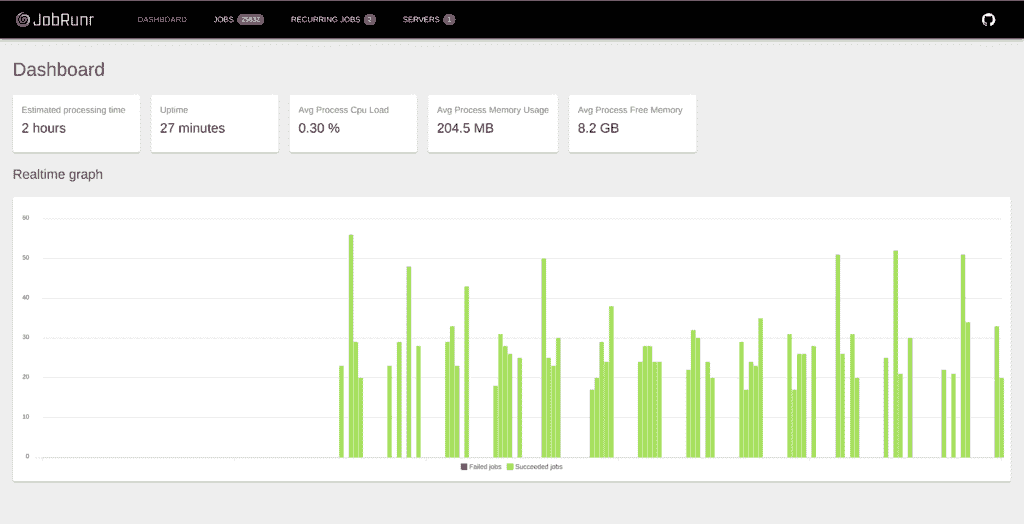 JobRunr DASHBOARD JOBS 25632 RECURRING JOBS 2 SERVERS 1
Dashboard
Estimated processing time Uptime Avg Process Cpu Load Avg Process Memory Usage Avg Process Free Memory
2 hours 27 minutes 0.30 % 204.5 MB 8.2 GB
Realtime graph
60
50
40
30
20
10
0
Failed jobs Succeeded jobs